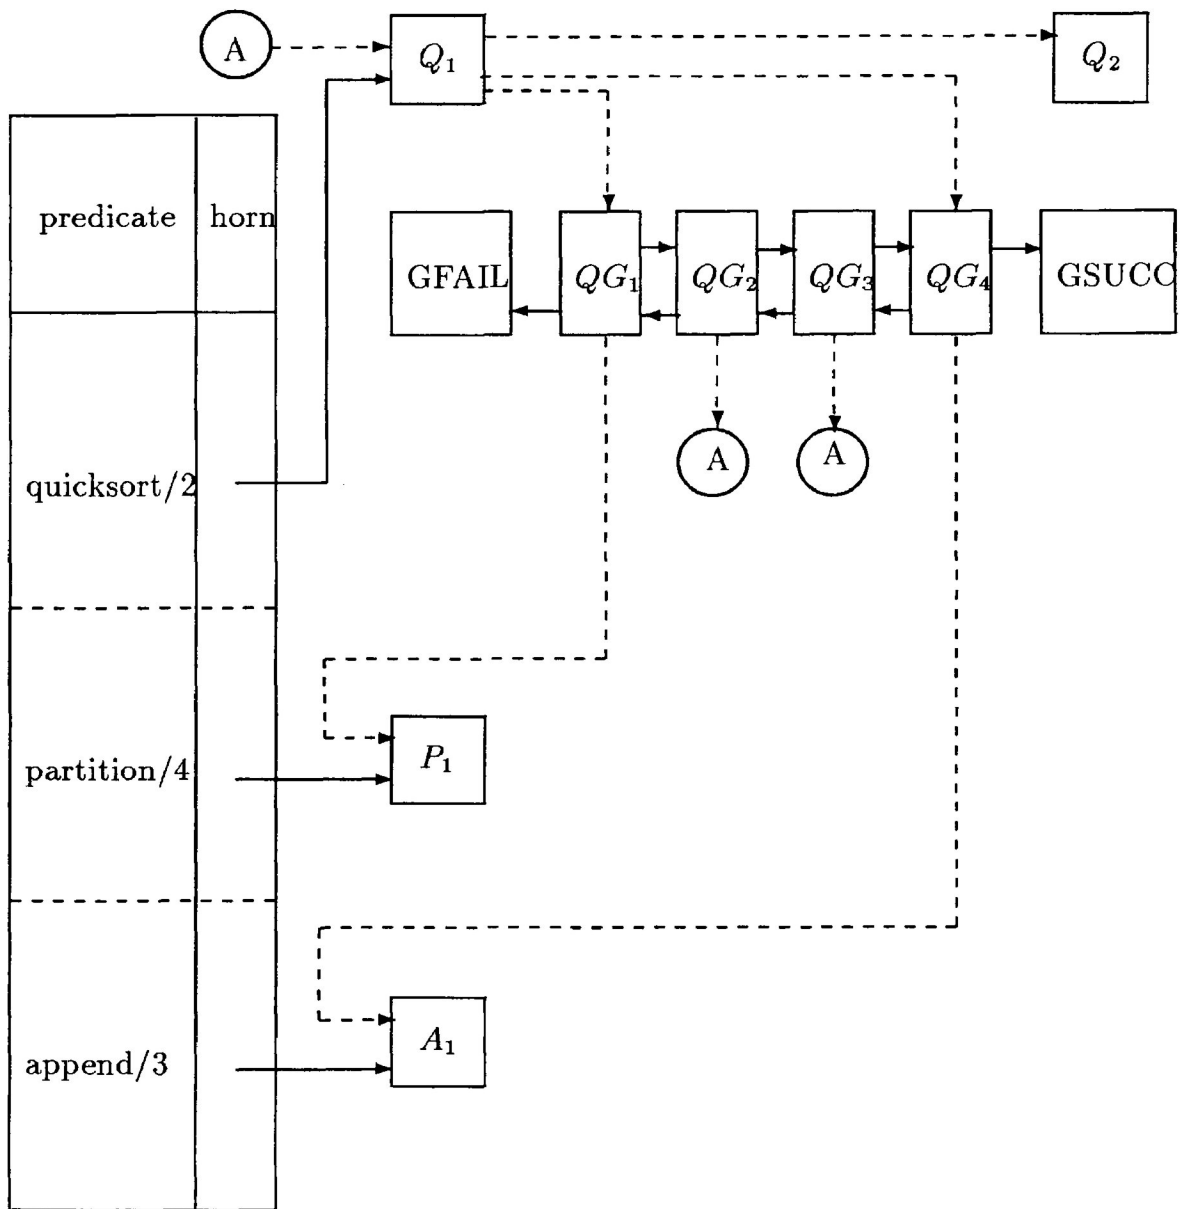 A
Q₁
Q₂
predicate horn
GFAIL QG₁ QG₂ QG₃ QG₄ GSUCC
quicksort/2
A A
partition/4
P₁
append/3
A₁